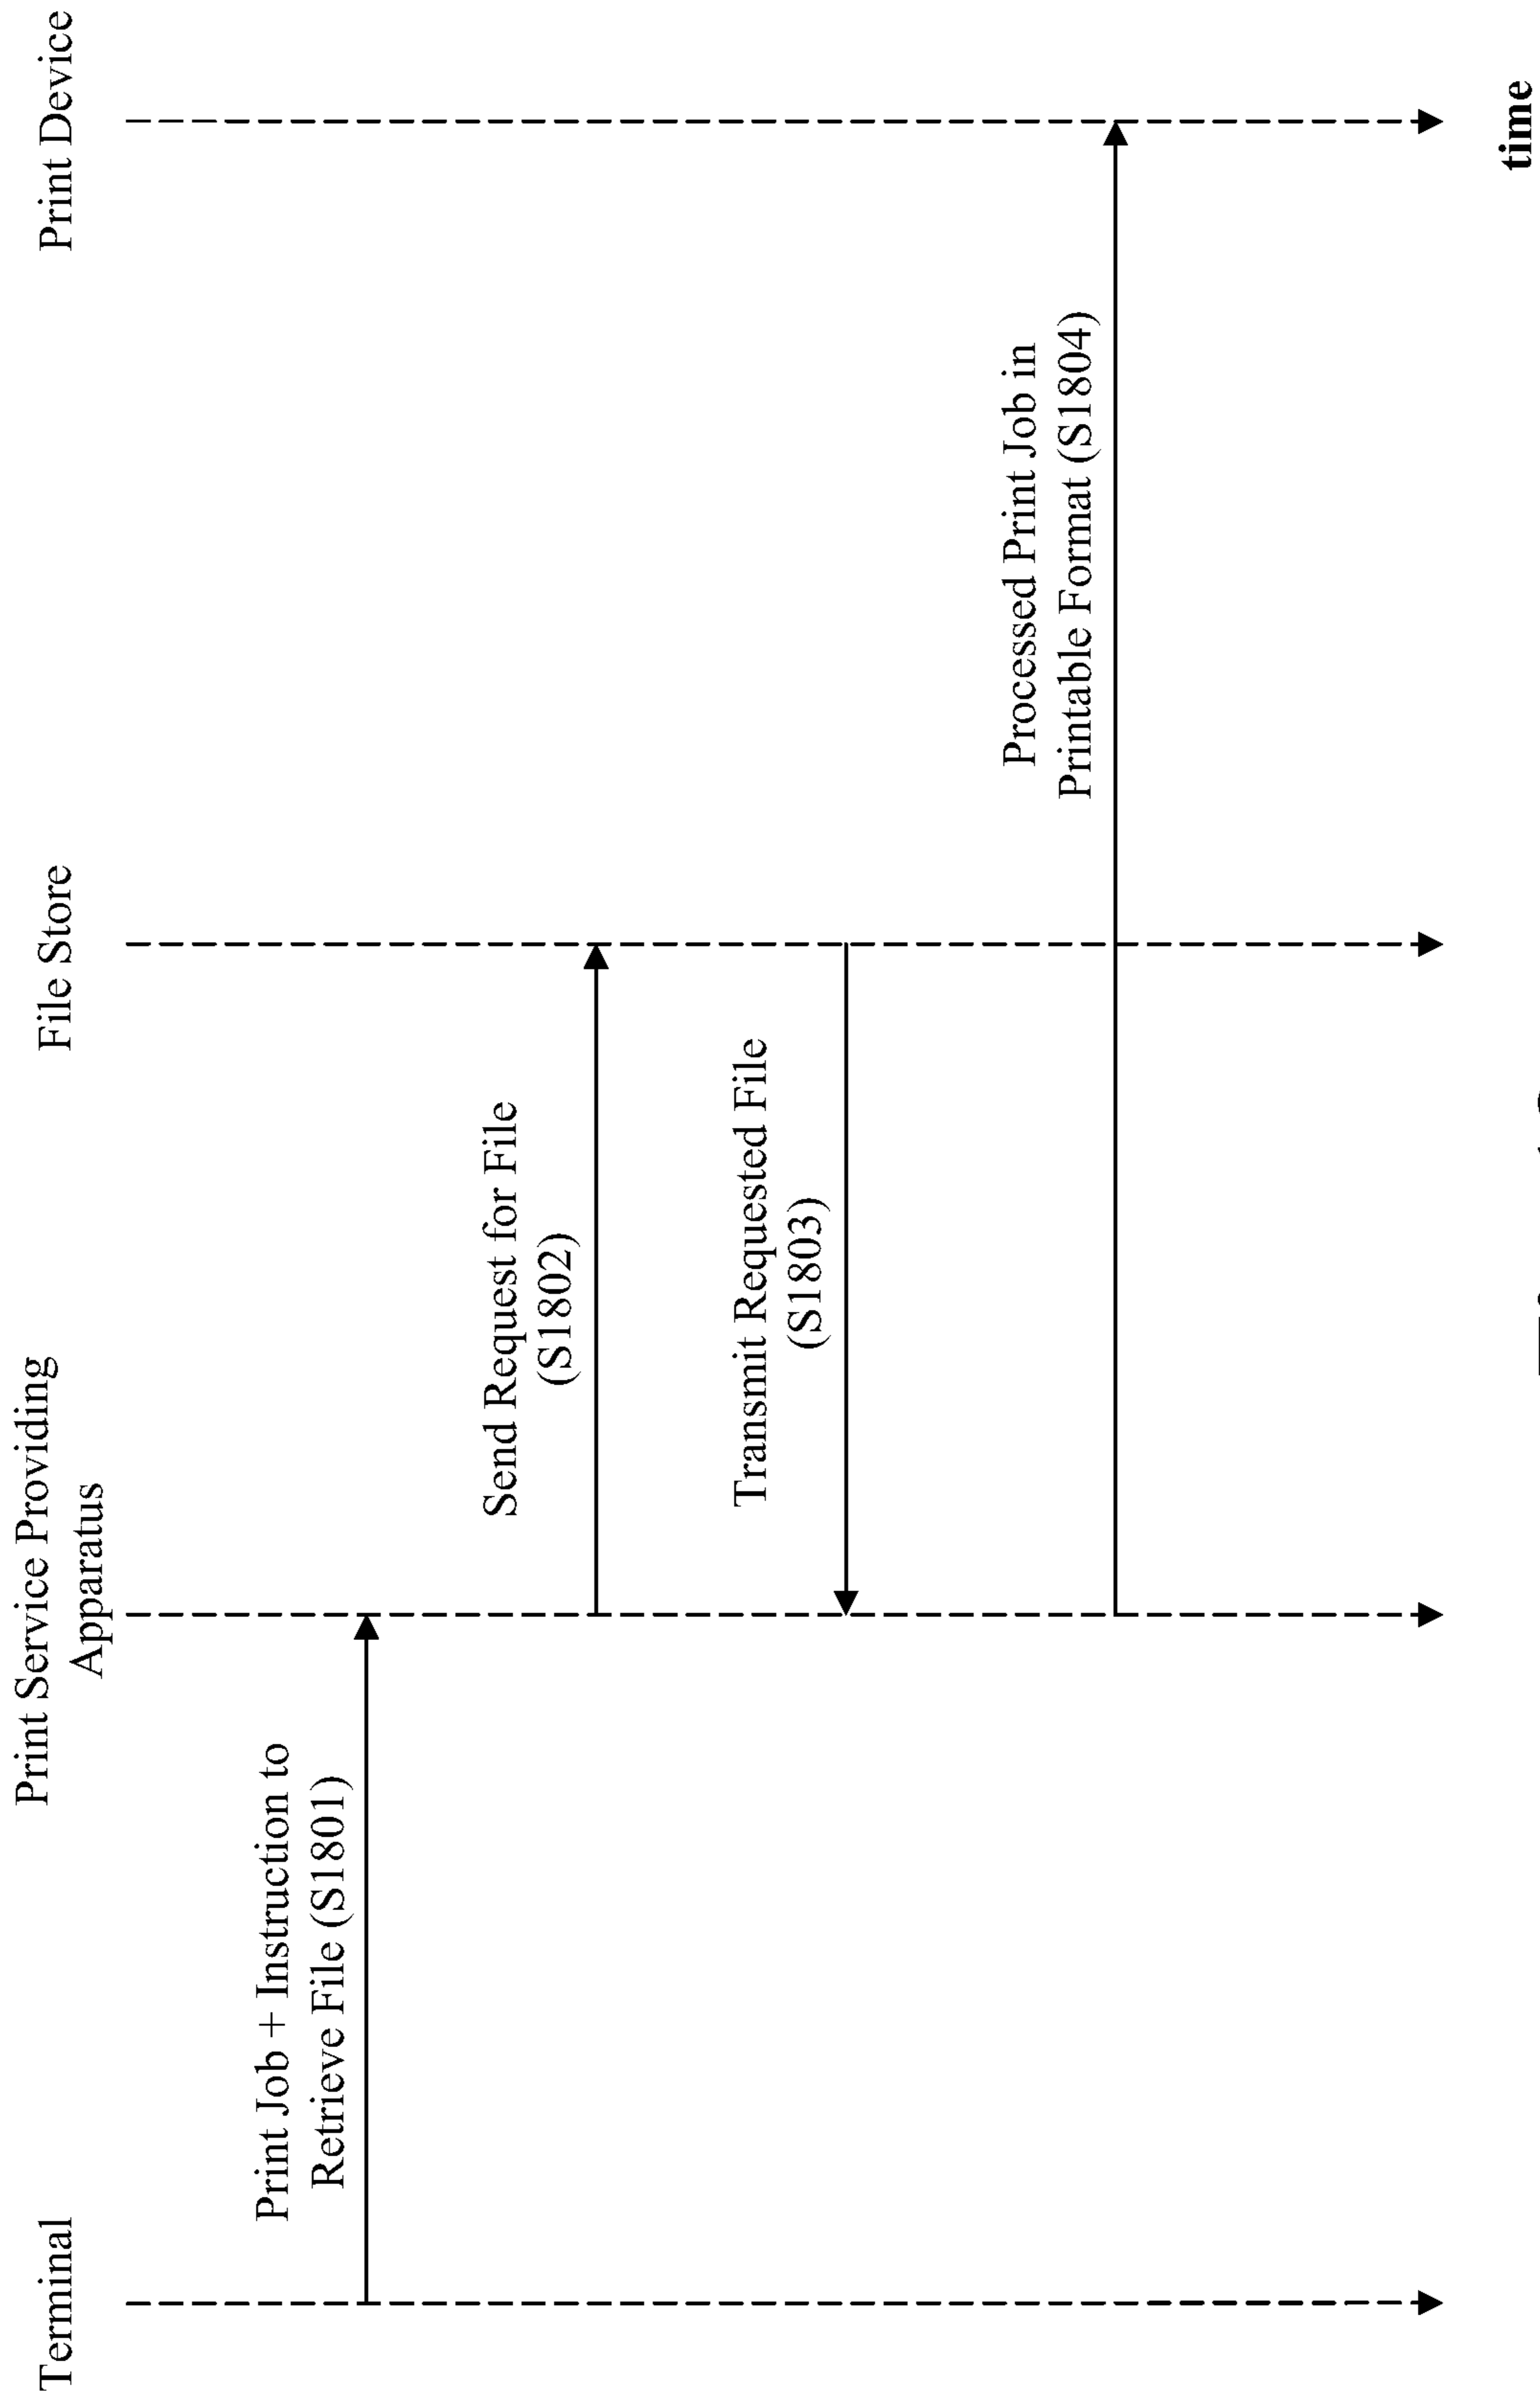 Terminal
Print Service Providing
Apparatus
File Store
Print Device
Print Job + Instruction to
Retrieve File (S1801)
Send Request for File
(S1802)
Transmit Requested File
(S1803)
Processed Print Job in
Printable Format (S1804)
time